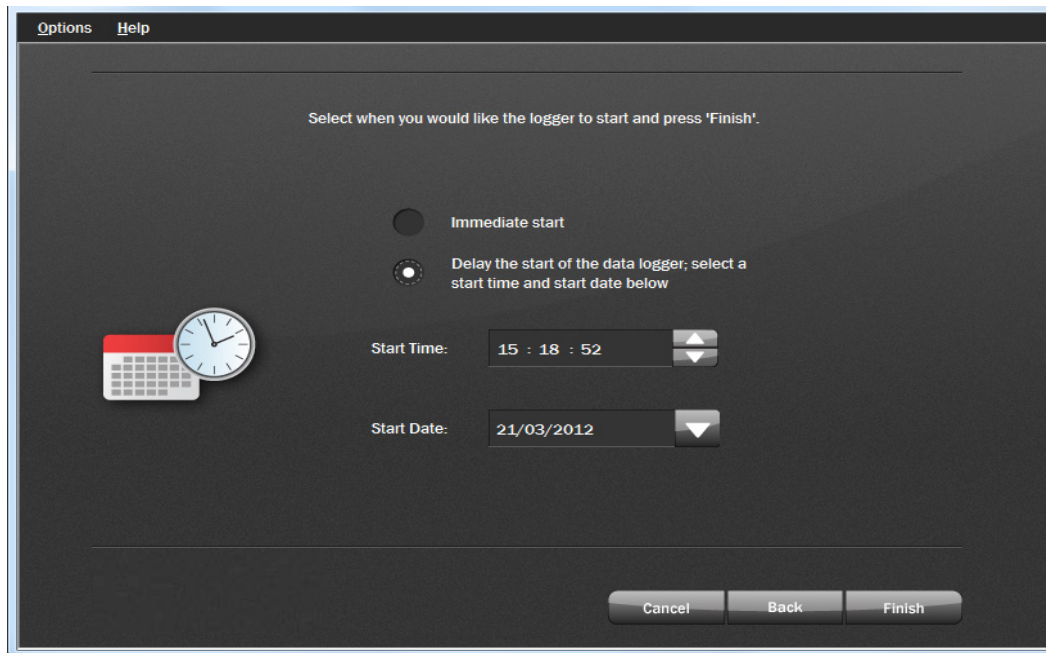 Options Help
Select when you would like the logger to start and press 'Finish'.
Immediate start
Delay the start of the data logger; select a
start time and start date below
Start Time: 15 : 18 : 52
Start Date: 21/03/2012
Cancel Back Finish